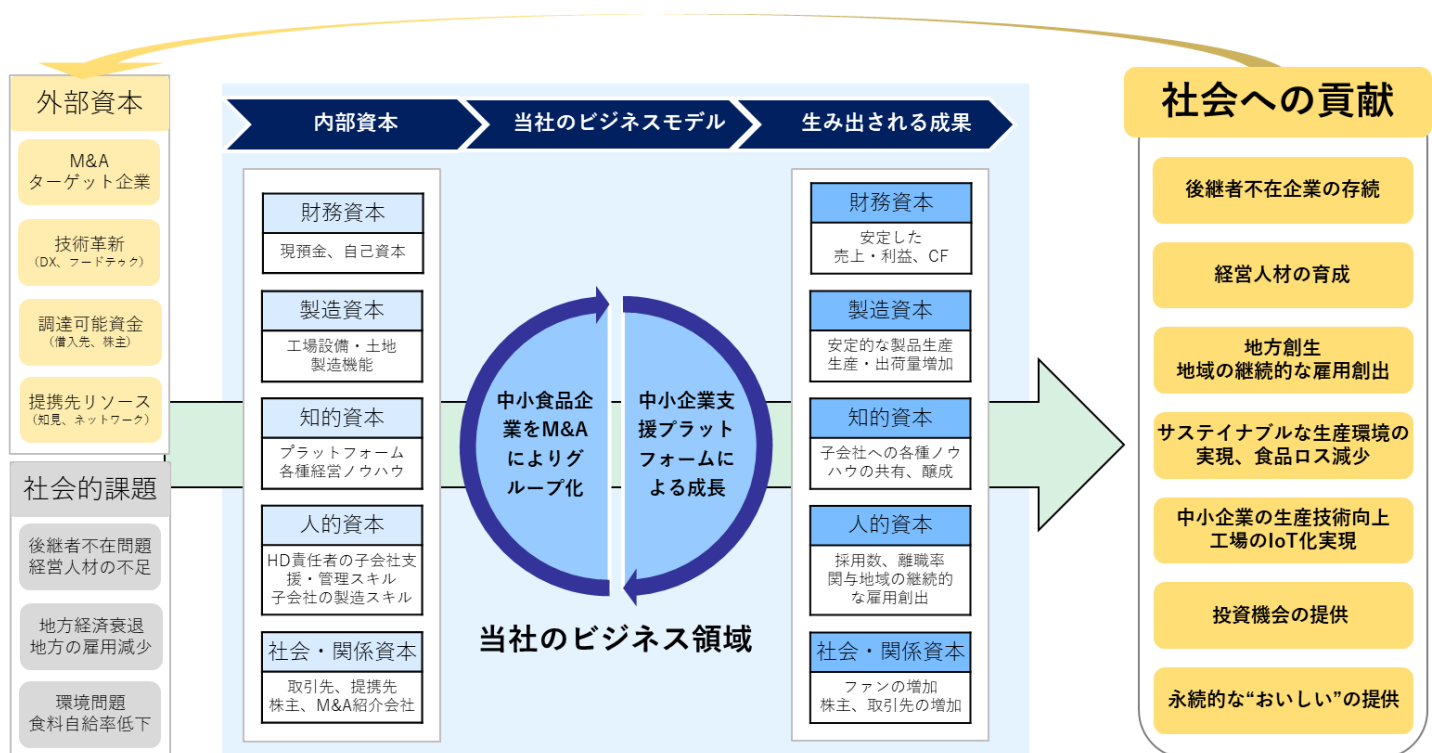 外部資本
M&A
ターゲット企業
技術革新
（DX、フードテゥク）
調達可能資金
（借入先、株主）
提携先リソース
（知見、ネットワーク）
社会的課題
後継者不在問題
経営人材の不足
地方経済衰退
地方の雇用減少
環境問題
食料自給率低下
内部資本
財務資本
現預金、自己資本
製造資本
工場設備・土地
製造機能
知的資本
プラットフォーム
各種経営ノウハウ
人的資本
HD責任者の子会社支
援・管理スキル
子会社の製造スキル
社会・関係資本
取引先、提携先
株主、M&A紹介会社
当社のビジネスモデル
中小食品企
業をM&A
によりグ
ループ化
中小企業支
援プラット
フォームに
よる成長
当社のビジネス領域
生み出される成果
財務資本
安定した
売上・利益、CF
製造資本
安定的な製品生産
生産・出荷量増加
知的資本
子会社への各種ノウ
ハウの共有、醸成
人的資本
採用数、離職率
関与地域の継続的
な雇用創出
社会・関係資本
ファンの増加
株主、取引先の増加
社会への貢献
後継者不在企業の存続
経営人材の育成
地方創生
地域の継続的な雇用創出
サステイナブルな生産環境の
実現、食品ロス減少
中小企業の生産技術向上
工場のIoT化実現
投資機会の提供
永続的な“おいしい”の提供